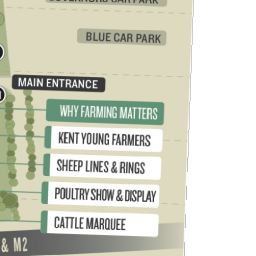 GOVERNORS CAR PARK
BLUE CAR PARK
MAIN ENTRANCE
WHY FARMING MATTERS
KENT YOUNG FARMERS
SHEEP LINES & RINGS
POULTRY SHOW & DISPLAY
CATTLE MARQUEE
& M2